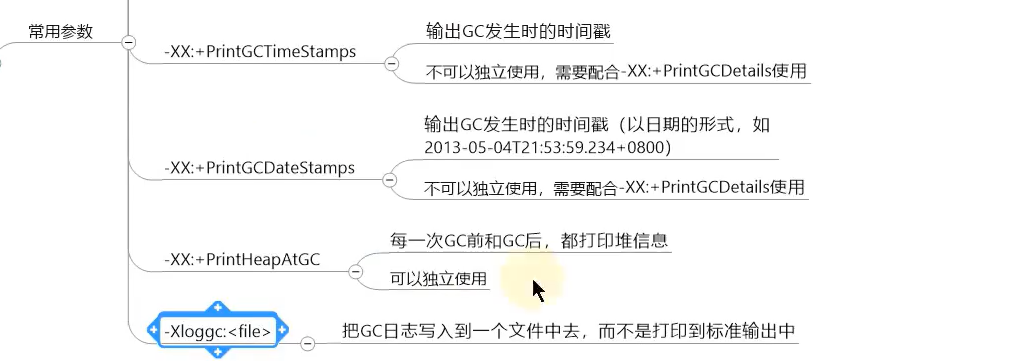 常用参数
-XX:+PrintGCTimeStamps
输出GC发生时的时间戳
不可以独立使用，需要配合-XX:+PrintGCDetails使用
-XX:+PrintGCDateStamps
输出GC发生时的时间戳（以日期的形式，如
2013-05-04T21:53:59.234+0800）
不可以独立使用，需要配合-XX:+PrintGCDetails使用
-XX:+PrintHeapAtGC
每一次GC前和GC后，都打印堆信息
可以独立使用
-Xloggc:<file>
把GC日志写入到一个文件中去，而不是打印到标准输出中